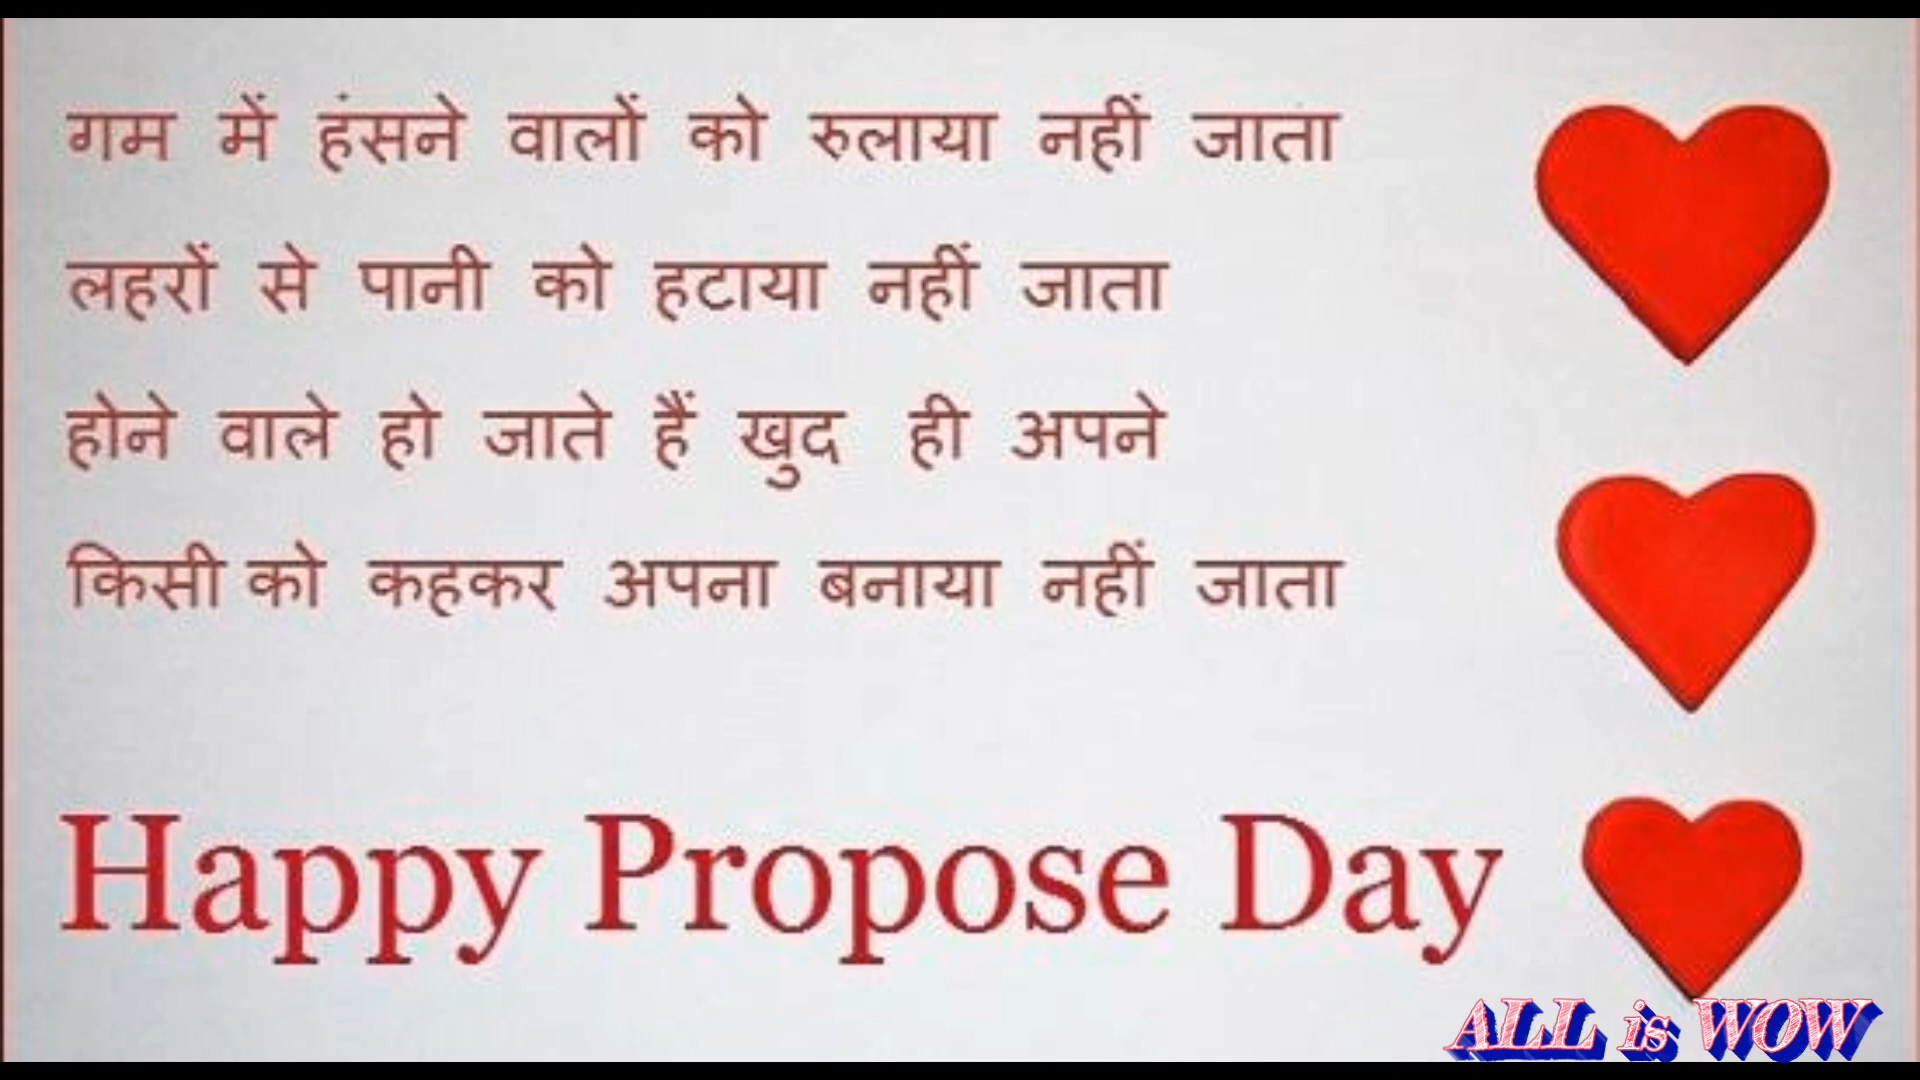 गम में हंसने वालों को रुलाया नहीं जाता
लहरों से पानी को हटाया नहीं जाता
होने वाले हो जाते हैं खुद ही अपने
किसी को कहकर अपना बनाया नहीं जाता
Happy Propose Day
ALL is WOW